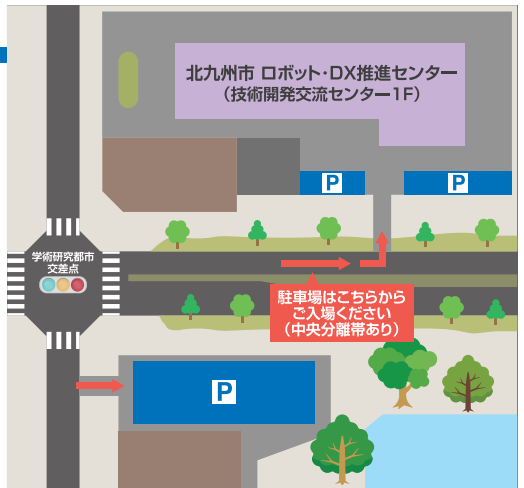 北九州市 ロボット・DX推進センター
（技術開発交流センター1F）
P
P
学術研究都市
交差点
駐車場はこちらから
ご入場ください
（中央分離帯あり）
P